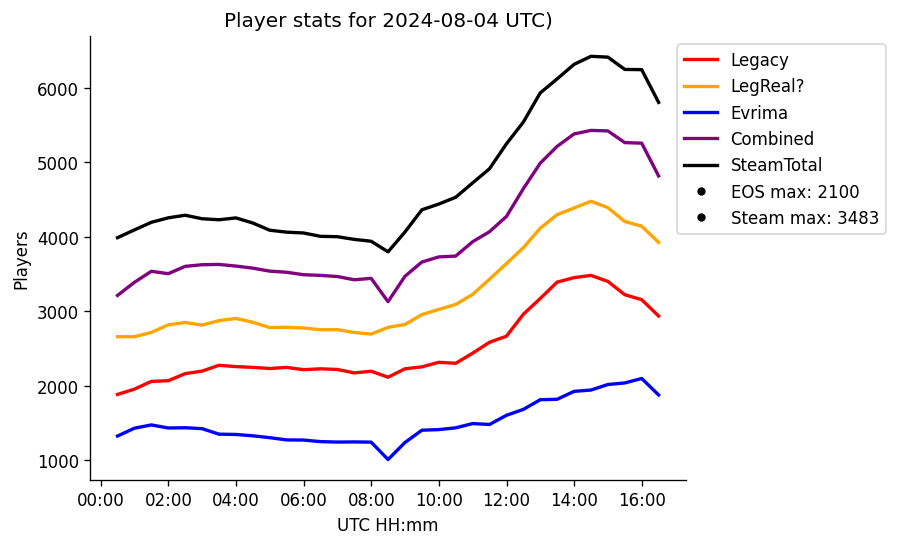 Player stats for 2024-08-04 UTC)
Legacy
LegReal?
Evrima
Combined
SteamTotal
EOS max: 2100
Steam max: 3483
Players
6000
5000
4000
3000
2000
1000
00:00 02:00 04:00 06:00 08:00 10:00 12:00 14:00 16:00
UTC HH:mm